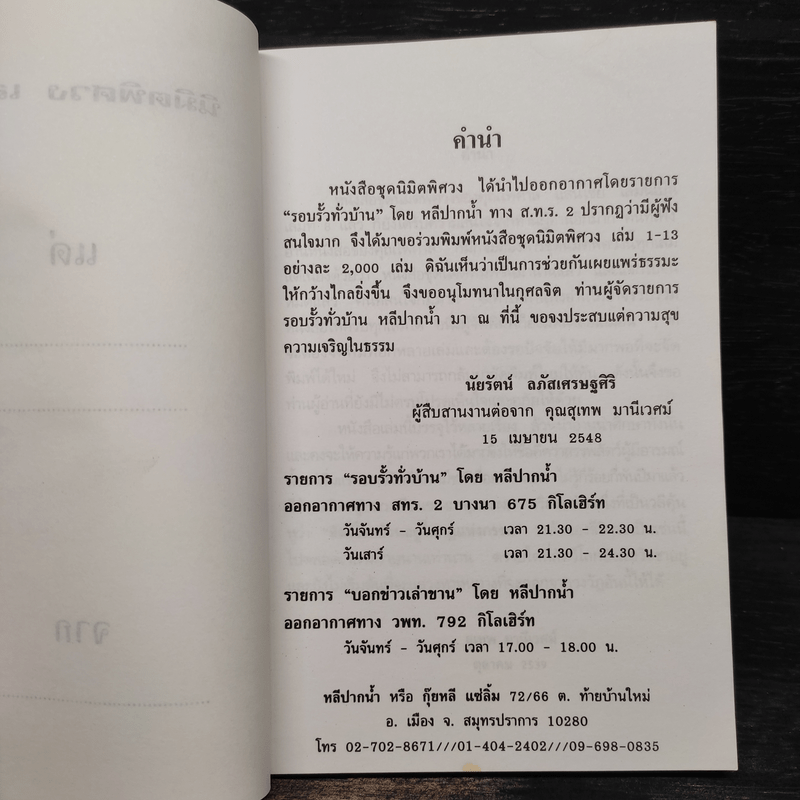 คำนำ
หนังสือชุดนิมิตพิศวง ได้นำไปออกอากาศโดยรายการ
“รอบรั้วทั่วบ้าน” โดย หลีปากน้ำ ทาง ส.ท.ร. 2 ปรากฏว่ามีผู้ฟัง
สนใจมาก จึงได้มาขอร่วมพิมพ์หนังสือชุดนิมิตพิศวง เล่ม 1-13
อย่างละ 2,000 เล่ม ดิฉันเห็นว่าเป็นการช่วยกันเผยแพร่ธรรมะ
ให้กว้างไกลยิ่งขึ้น จึงขออนุโมทนาในกุศลจิต ท่านผู้จัดรายการ
รอบรั้วทั่วบ้าน หลีปากน้ำ มา ณ ที่นี้ ขอจงประสบแต่ความสุข
ความเจริญในธรรม
นัยรัตน์ ลภัสเศรษฐศิริ
ผู้สืบสานงานต่อจาก คุณสุเทพ มานีเวศม์
15 เมษายน 2548
รายการ “รอบรั้วทั่วบ้าน” โดย หลีปากน้ำ
ออกอากาศทาง สทร. 2 บางนา 675 กิโลเฮิร์ท
วันจันทร์ - วันศุกร์ เวลา 21.30 - 22.30 น.
วันเสาร์ เวลา 21.30 - 24.30 น.
รายการ “บอกข่าวเล่าขาน” โดย หลีปากน้ำ
ออกอากาศทาง วพท. 792 กิโลเฮิร์ท
วันจันทร์ - วันศุกร์ เวลา 17.00 - 18.00 น.
หลีปากน้ำ หรือ กุ๊ยหลี แซ่ลิ้ม 72/66 ต. ท้ายบ้านใหม่
อ. เมือง จ. สมุทรปราการ 10280
โทร 02-702-8671///01-404-2402///09-698-0835